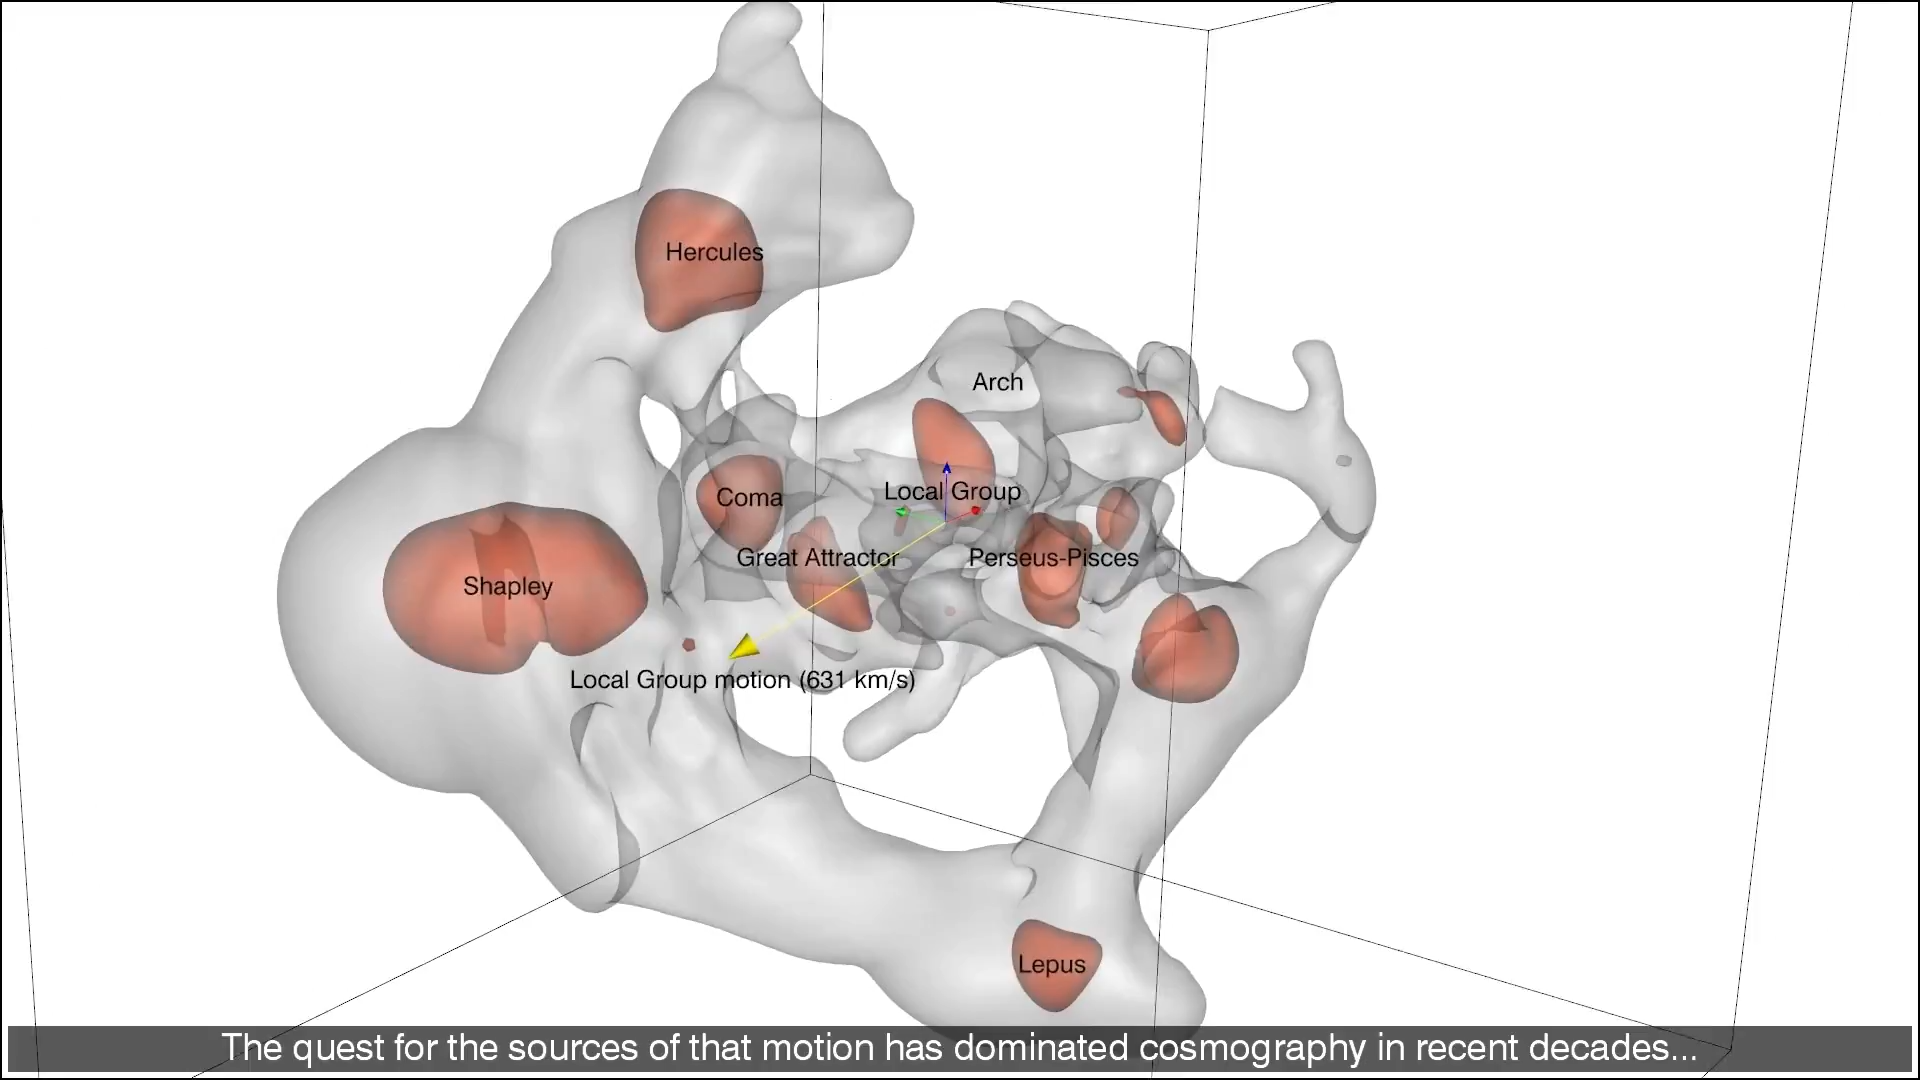 Hercules
Arch
Local Group
Coma
Great Attractor
Perseus-Pisces
Shapley
Local Group motion (631 km/s)
Lepus
The quest for the sources of that motion has dominated cosmography in recent decades...